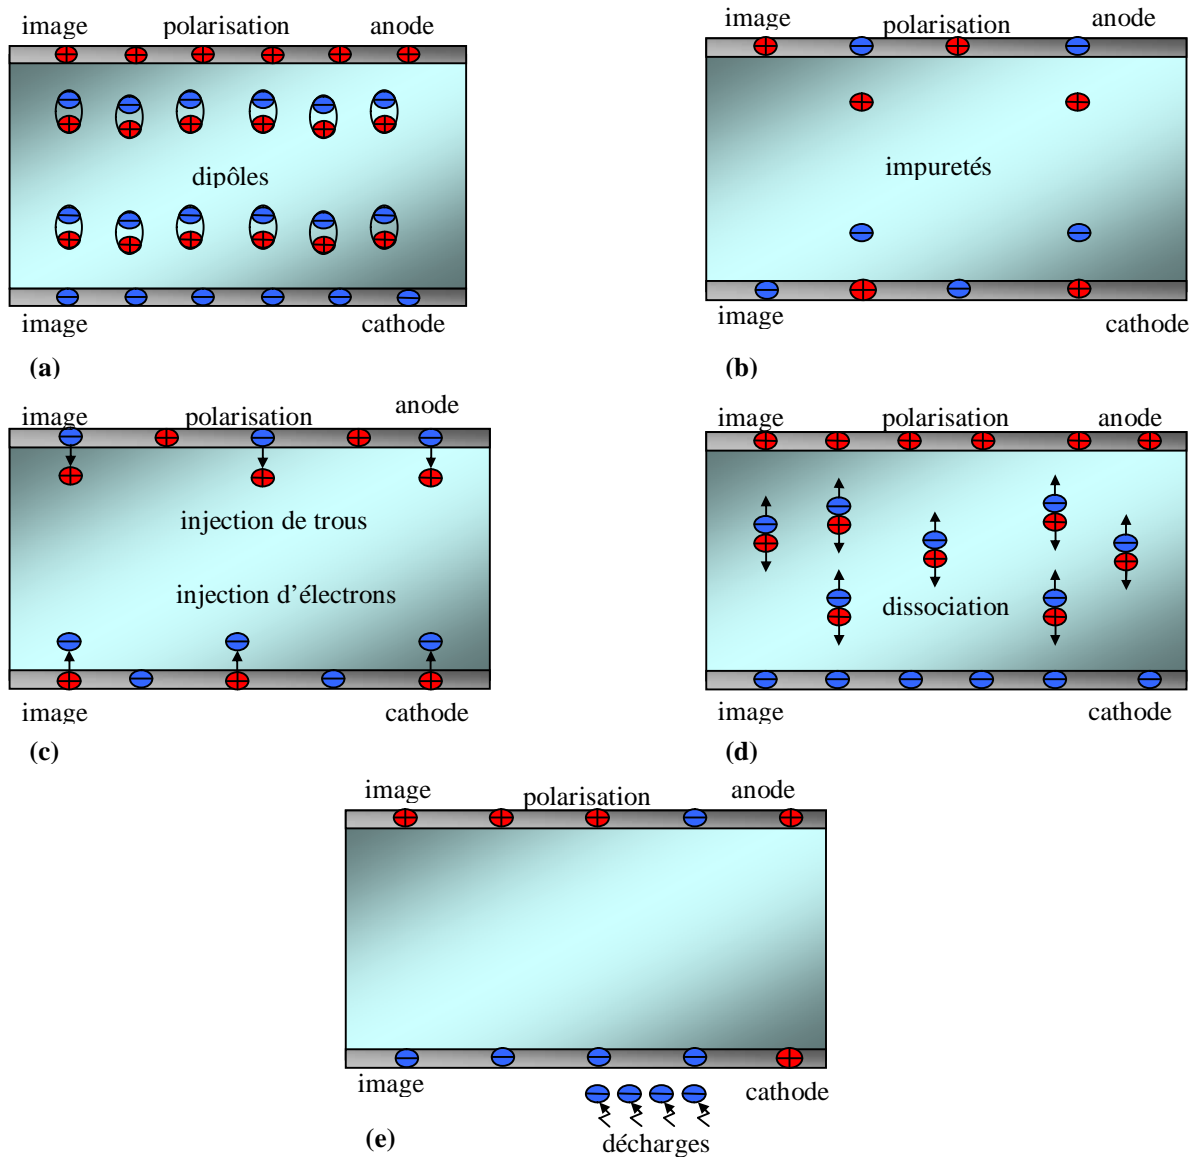 image polarisation anode
dipôles
image cathode
(a)
image polarisation anode
impuretés
image cathode
(b)
image polarisation anode
injection de trous
injection d'électrons
image cathode
(c)
image polarisation anode
dissociation
image cathode
(d)
image polarisation anode
image cathode
décharges
(e)